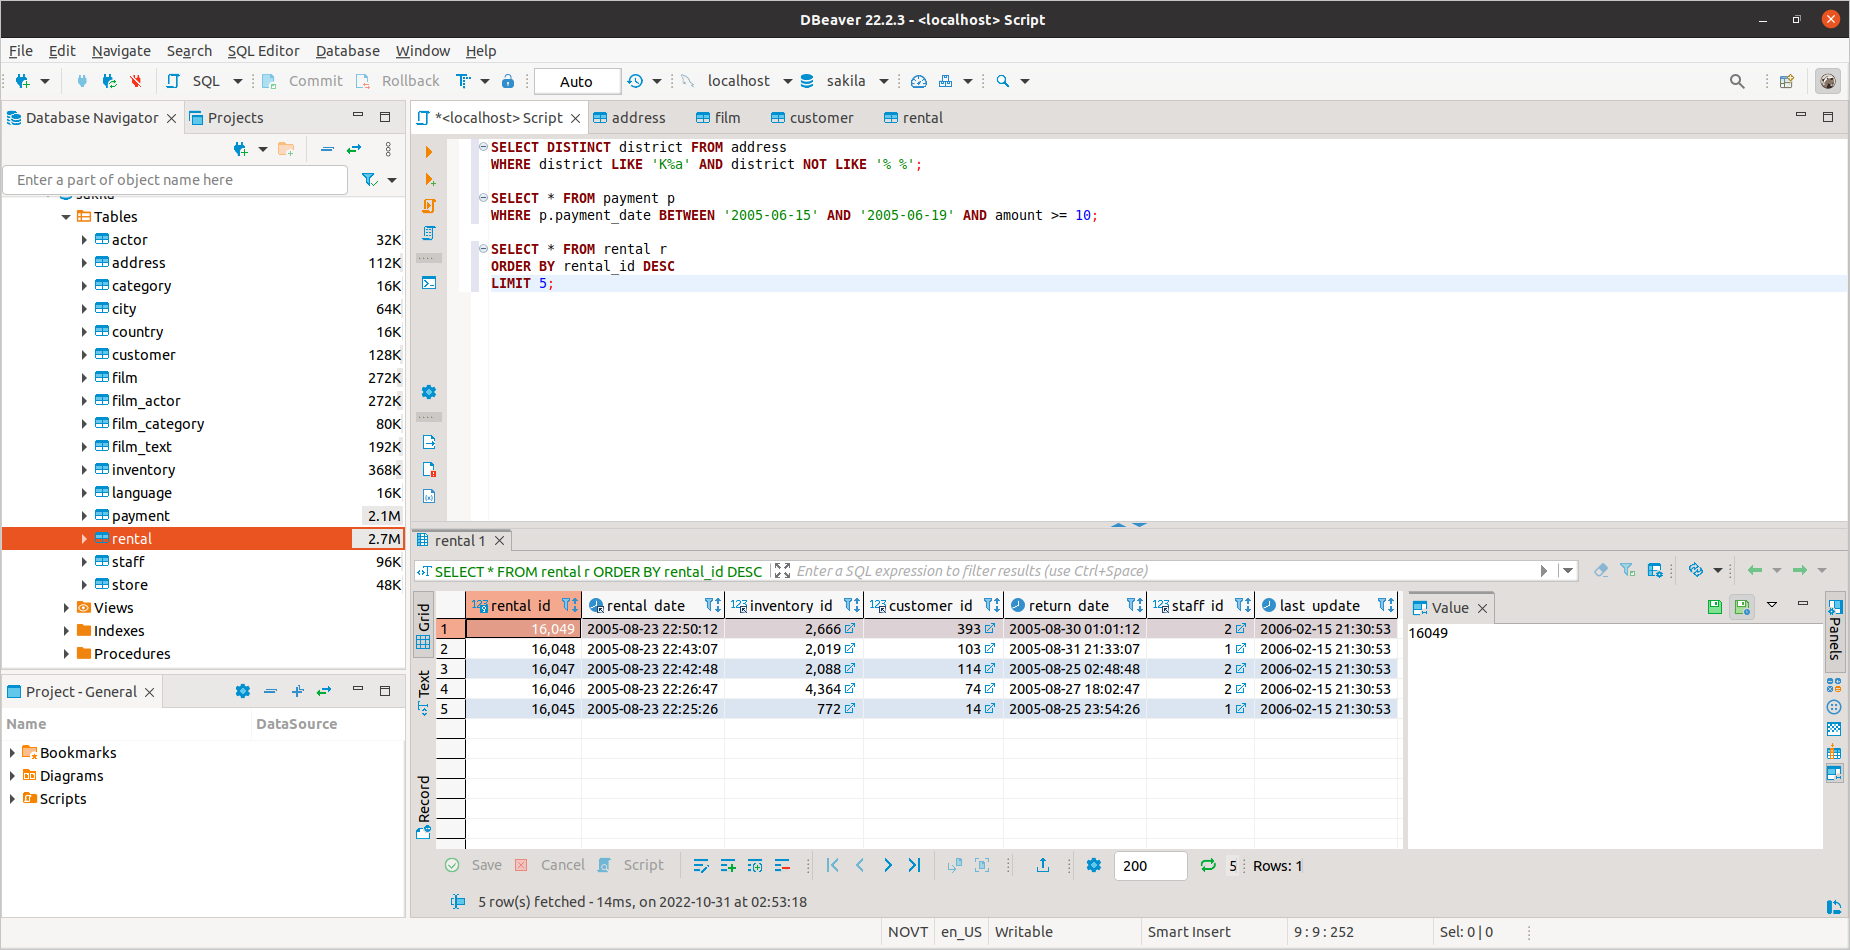 DBeaver 22.2.3 - <localhost> Script
File Edit Navigate Search SQL Editor Database Window Help
SQL Commit Rollback Auto localhost sakila
Database Navigator Projects
Enter a part of object name here
sakila
Tables
actor 32K
address 112K
category 16K
city 64K
country 16K
customer 128K
film 272K
film_actor 272K
film_category 80K
film_text 192K
inventory 368K
language 16K
payment 2.1M
rental 2.7M
staff 96K
store 48K
Views
Indexes
Procedures
Project - General
Name DataSource
Bookmarks
Diagrams
Scripts
*<localhost> Script address film customer rental
SELECT DISTINCT district FROM address
WHERE district LIKE 'K%a' AND district NOT LIKE '% %';
SELECT * FROM payment p
WHERE p.payment_date BETWEEN '2005-06-15' AND '2005-06-19' AND amount >= 10;
SELECT * FROM rental r
ORDER BY rental_id DESC
LIMIT 5;
rental 1
SELECT * FROM rental r ORDER BY rental_id DESC Enter a SQL expression to filter results (use Ctrl+Space)
Grid
Text
Record
rental_id rental_date inventory_id customer_id return_date staff_id last_update
1 16,049 2005-08-23 22:50:12 2,666 393 2005-08-30 01:01:12 2 2006-02-15 21:30:53
2 16,048 2005-08-23 22:43:07 2,019 103 2005-08-31 21:33:07 1 2006-02-15 21:30:53
3 16,047 2005-08-23 22:42:48 2,088 114 2005-08-25 02:48:48 2 2006-02-15 21:30:53
4 16,046 2005-08-23 22:26:47 4,364 74 2005-08-27 18:02:47 2 2006-02-15 21:30:53
5 16,045 2005-08-23 22:25:26 772 14 2005-08-25 23:54:26 1 2006-02-15 21:30:53
Value
16049
Panels
Save Cancel Script 200 5 Rows: 1
5 row(s) fetched - 14ms, on 2022-10-31 at 02:53:18
NOVT en_US Writable Smart Insert 9 : 9 : 252 Sel: 0 | 0